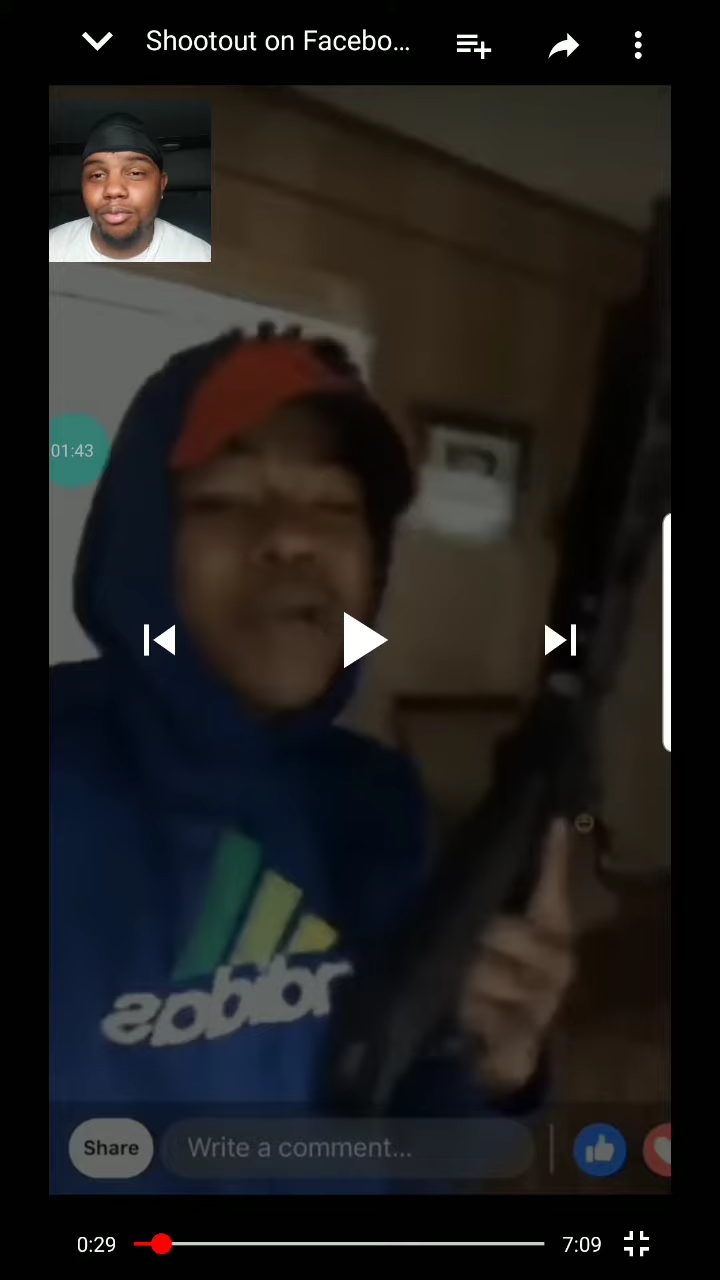 Shootout on Facebo...
01:43
adidas
Share
Write a comment...
0:29
7:09